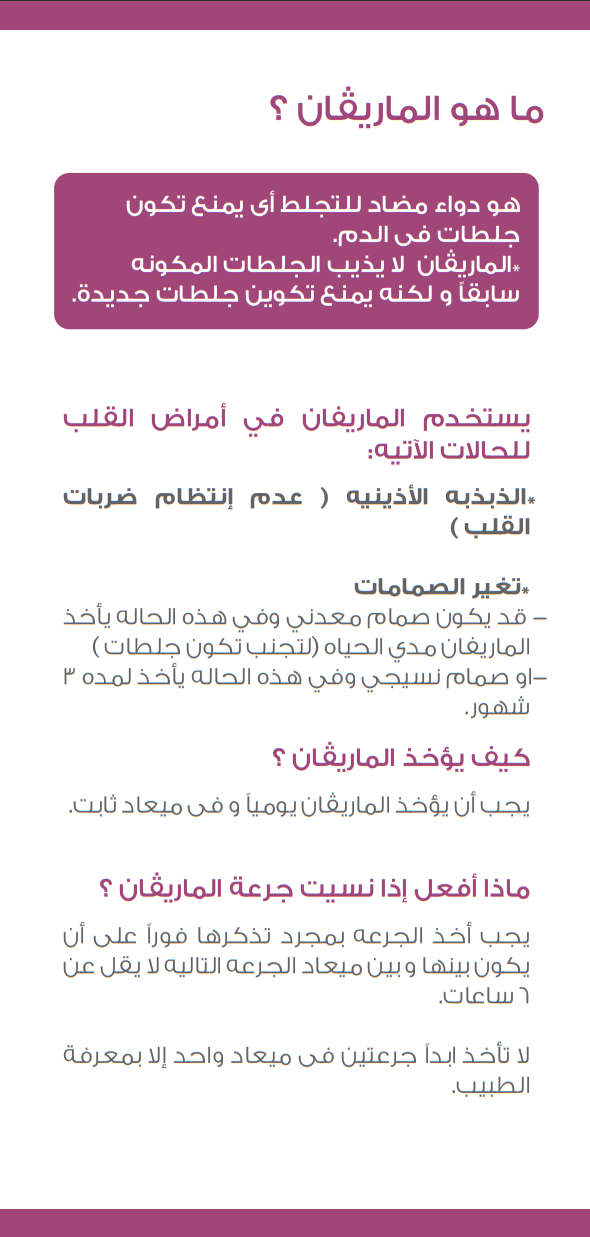 ما هو الماريڤان ؟
هو دواء مضاد للتجلط أى يمنع تكون
جلطات فى الدم.
*الماريڤان لا يذيب الجلطات المكونه
سابقاً و لكنه يمنع تكوين جلطات جديدة.
يستخدم الماريفان في أمراض القلب
للحالات الآتيه:
*الذبذبه الأذينيه ( عدم إنتظام ضربات
القلب )
*تغير الصمامات
- قد يكون صمام معدني وفي هذه الحاله يأخذ
الماريفان مدي الحياه (لتجنب تكون جلطات )
-او صمام نسيجي وفي هذه الحاله يأخذ لمده ٣
شهور.
كيف يؤخذ الماريڤان ؟
يجب أن يؤخذ الماريڤان يومياً و فى ميعاد ثابت.
ماذا أفعل إذا نسيت جرعة الماريڤان ؟
يجب أخذ الجرعه بمجرد تذكرها فوراً على أن
يكون بينها و بين ميعاد الجرعه التاليه لا يقل عن
٦ ساعات.
لا تأخذ ابداً جرعتين فى ميعاد واحد إلا بمعرفة
الطبيب.